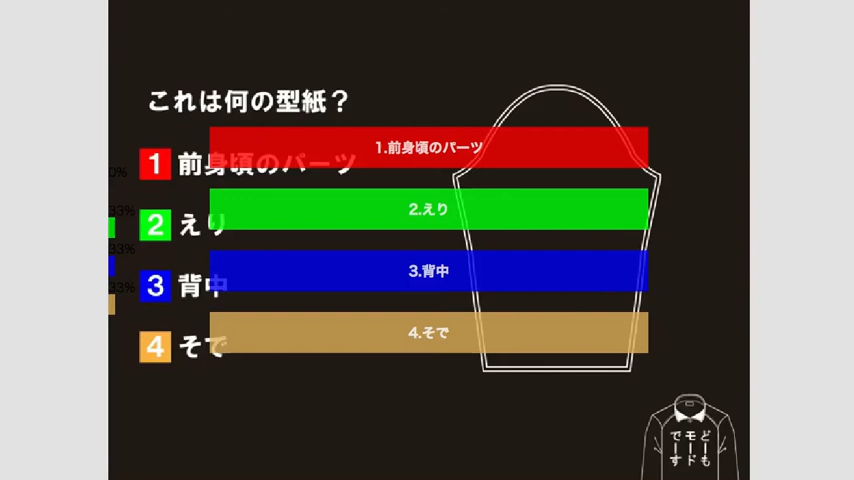 これは何の型紙？
1 前身頃のパーツ
2 えり
3 背中
4 そで
1.前身頃のパーツ
2.えり
3.背中
4.そで
0%
33%
33%
33%
どーも
モード
でーす